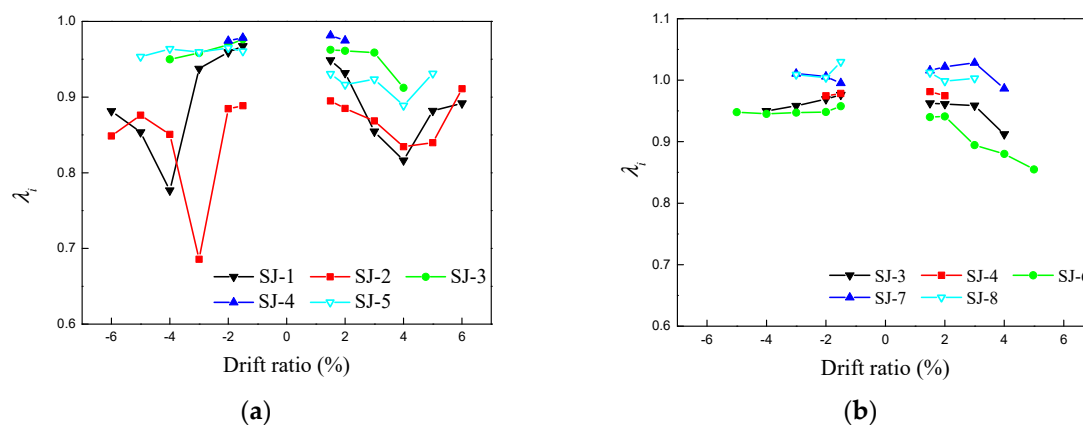 1.0
0.9
0.8
0.7
0.6
λi
-6 -4 -2 0 2 4 6
Drift ratio (%)
SJ-1 SJ-2 SJ-3
SJ-4 SJ-5
(a)
1.1
1.0
0.9
0.8
0.7
0.6
λi
-6 -4 -2 0 2 4 6
Drift ratio (%)
SJ-3 SJ-4 SJ-6
SJ-7 SJ-8
(b)